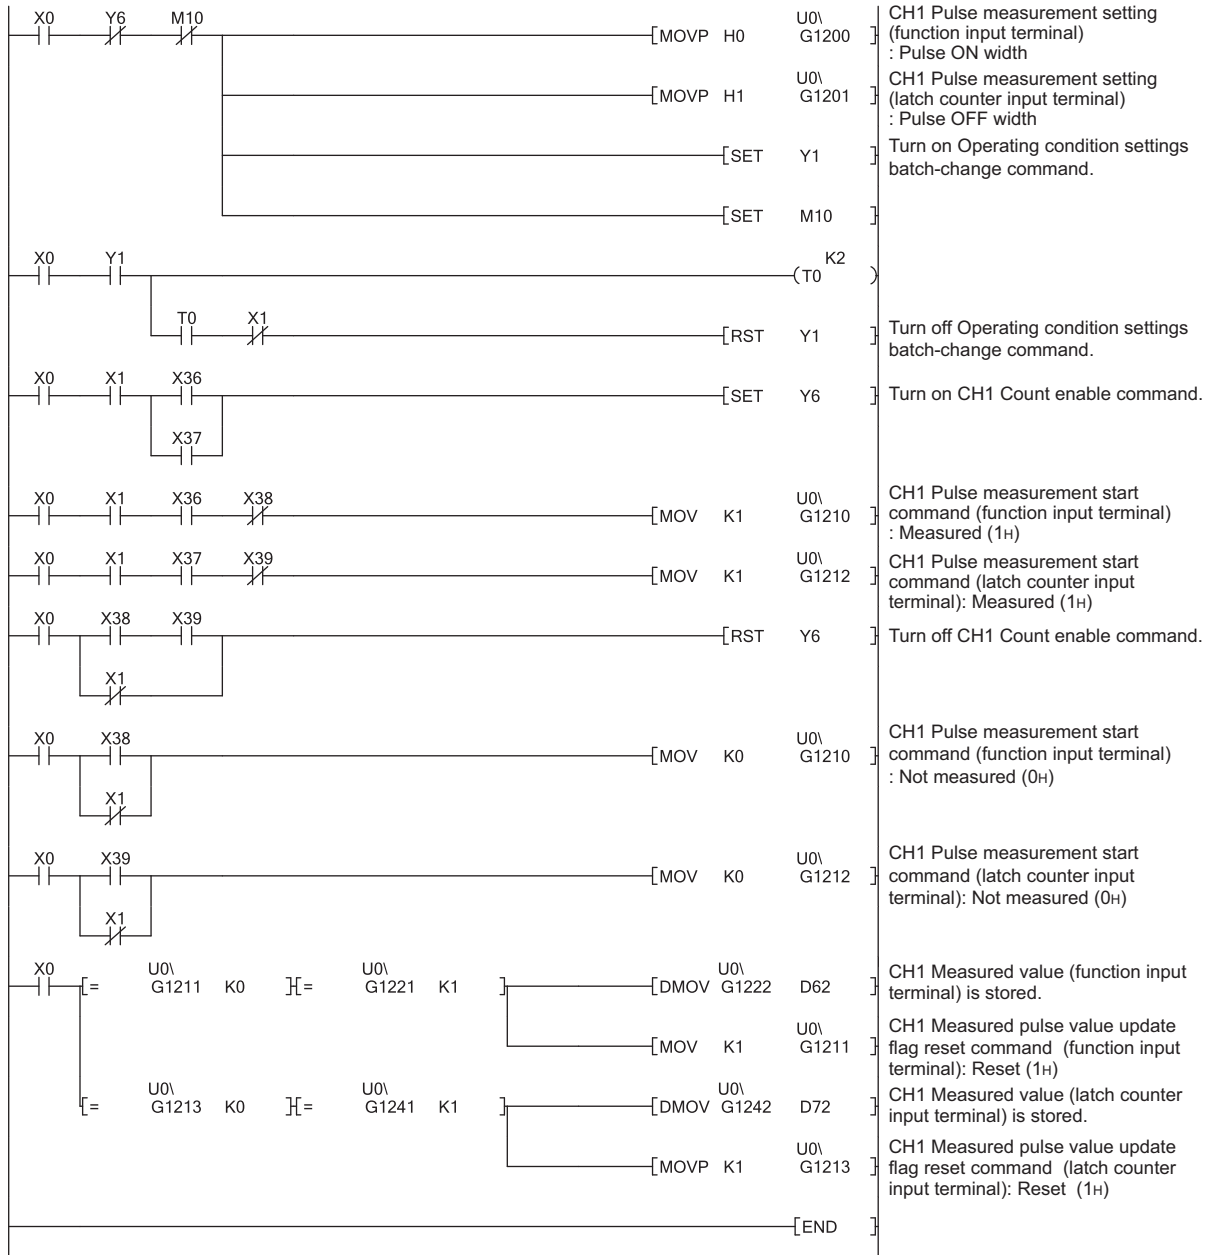 X0 Y6 M10
U0\
[MOVP H0 G1200 ]
CH1 Pulse measurement setting
(function input terminal)
: Pulse ON width
U0\
[MOVP H1 G1201 ]
CH1 Pulse measurement setting
(latch counter input terminal)
: Pulse OFF width
[SET Y1 ]
Turn on Operating condition settings
batch-change command.
[SET M10 ]
X0 Y1
K2
(T0 )
T0 X1
[RST Y1 ]
Turn off Operating condition settings
batch-change command.
X0 X1 X36
[SET Y6 ]
Turn on CH1 Count enable command.
X37
X0 X1 X36 X38
U0\
[MOV K1 G1210 ]
CH1 Pulse measurement start
command (function input terminal)
: Measured (1H)
X0 X1 X37 X39
U0\
[MOV K1 G1212 ]
CH1 Pulse measurement start
command (latch counter input
terminal): Measured (1H)
X0 X38 X39
[RST Y6 ]
Turn off CH1 Count enable command.
X1
X0 X38
U0\
[MOV K0 G1210 ]
CH1 Pulse measurement start
command (function input terminal)
: Not measured (0H)
X1
X0 X39
U0\
[MOV K0 G1212 ]
CH1 Pulse measurement start
command (latch counter input
terminal): Not measured (0H)
X1
X0 U0\ U0\ U0\
[= G1211 K0 ] [= G1221 K1 ] [DMOV G1222 D62 ]
CH1 Measured value (function input
terminal) is stored.
U0\
[MOV K1 G1211 ]
CH1 Measured pulse value update
flag reset command (function input
terminal): Reset (1H)
U0\ U0\ U0\
[= G1213 K0 ] [= G1241 K1 ] [DMOV G1242 D72 ]
CH1 Measured value (latch counter
input terminal) is stored.
U0\
[MOVP K1 G1213 ]
CH1 Measured pulse value update
flag reset command (latch counter
input terminal): Reset (1H)
[END ]